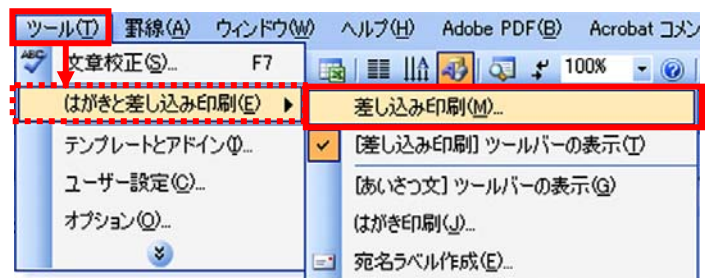 ツール(T) 罫線(A) ウィンドウ(W) ヘルプ(H) Adobe PDF(B) Acrobat コメン
ABC 文章校正(S)... F7
100%
はがきと差し込み印刷(E)
差し込み印刷(M)...
テンプレートとアドイン(I)...
[差し込み印刷] ツールバーの表示(T)
ユーザー設定(C)...
[あいさつ文] ツールバーの表示(G)
オプション(O)...
はがき印刷(J)...
宛名ラベル作成(E)...